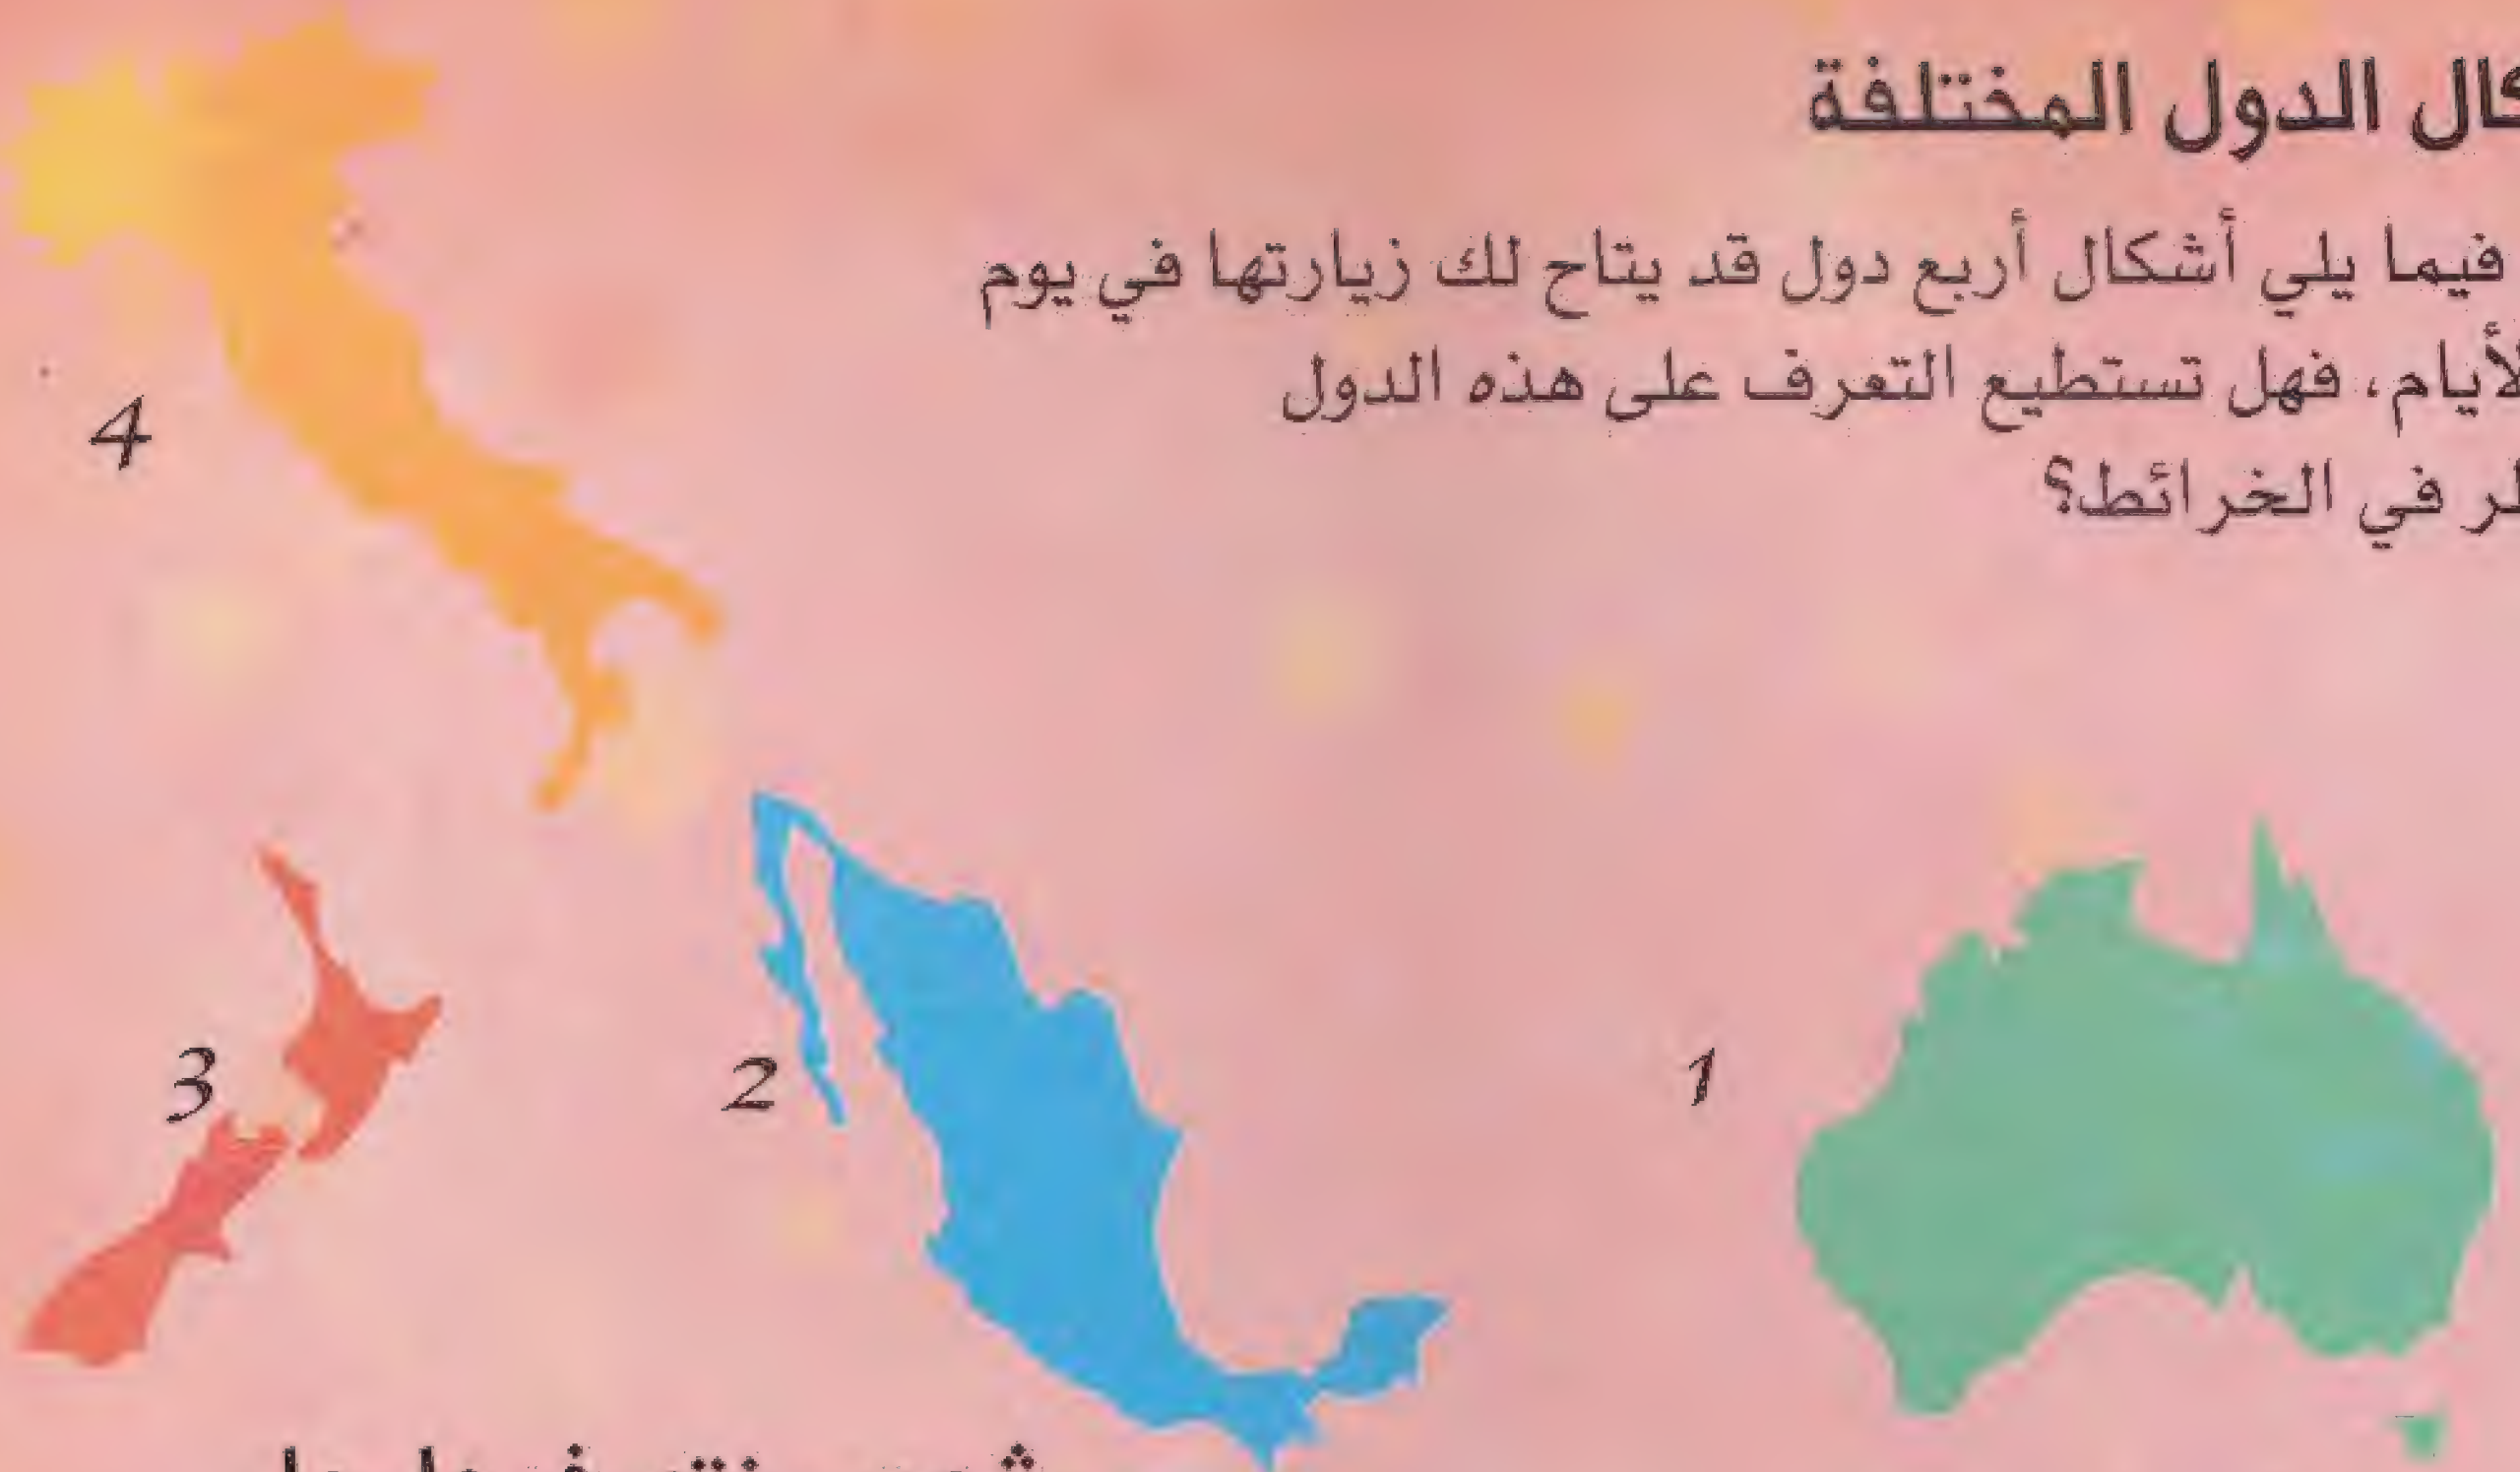 كال الدول المختلفة
فيما يلي أشكال أربع دول قد يتاح لك زيارتها في يوم
لأيام، فهل تستطيع التعرف على هذه الدول
في الخرائط؟
4
3
2
1